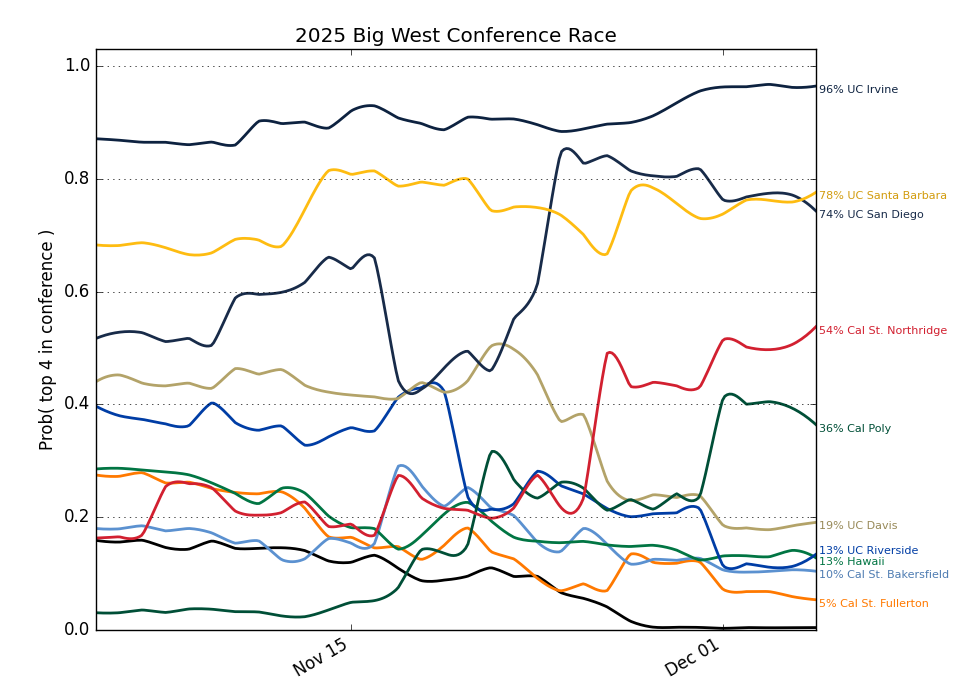 2025 Big West Conference Race
1.0
0.8
0.6
0.4
0.2
0.0
Prob( top 4 in conference )
Nov 15
Dec 01
96% UC Irvine
78% UC Santa Barbara
74% UC San Diego
54% Cal St. Northridge
36% Cal Poly
19% UC Davis
13% UC Riverside
13% Hawaii
10% Cal St. Bakersfield
5% Cal St. Fullerton